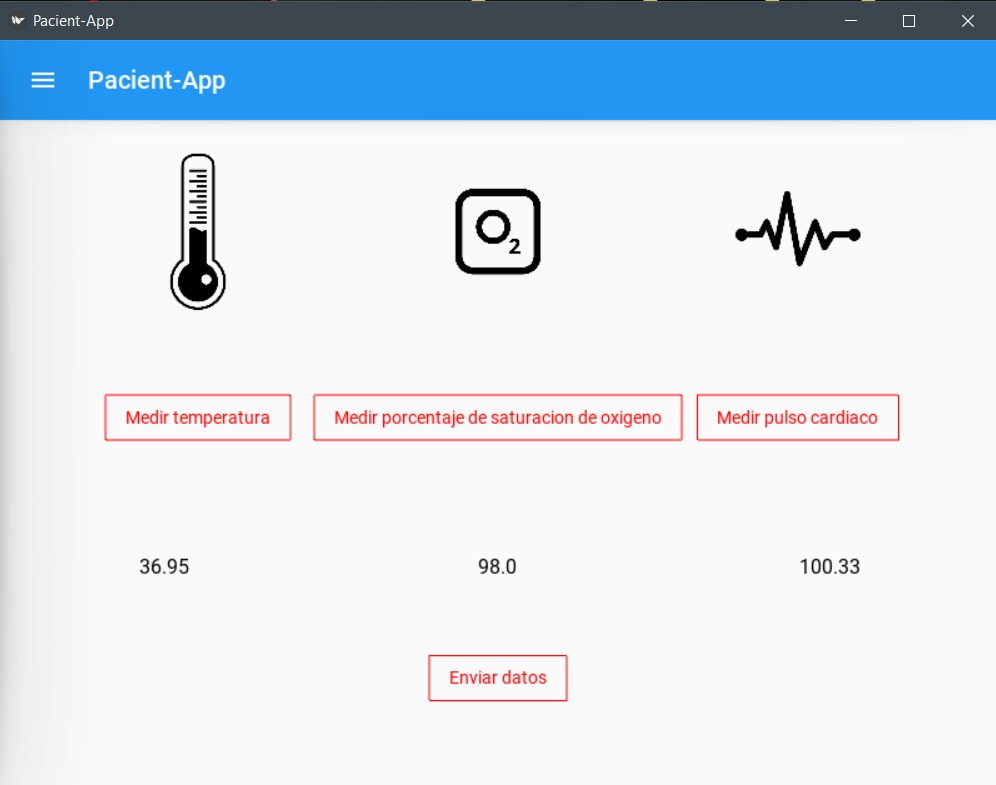 Pacient-App
Pacient-App
O2
Medir temperatura
Medir porcentaje de saturacion de oxigeno
Medir pulso cardiaco
36.95
98.0
100.33
Enviar datos